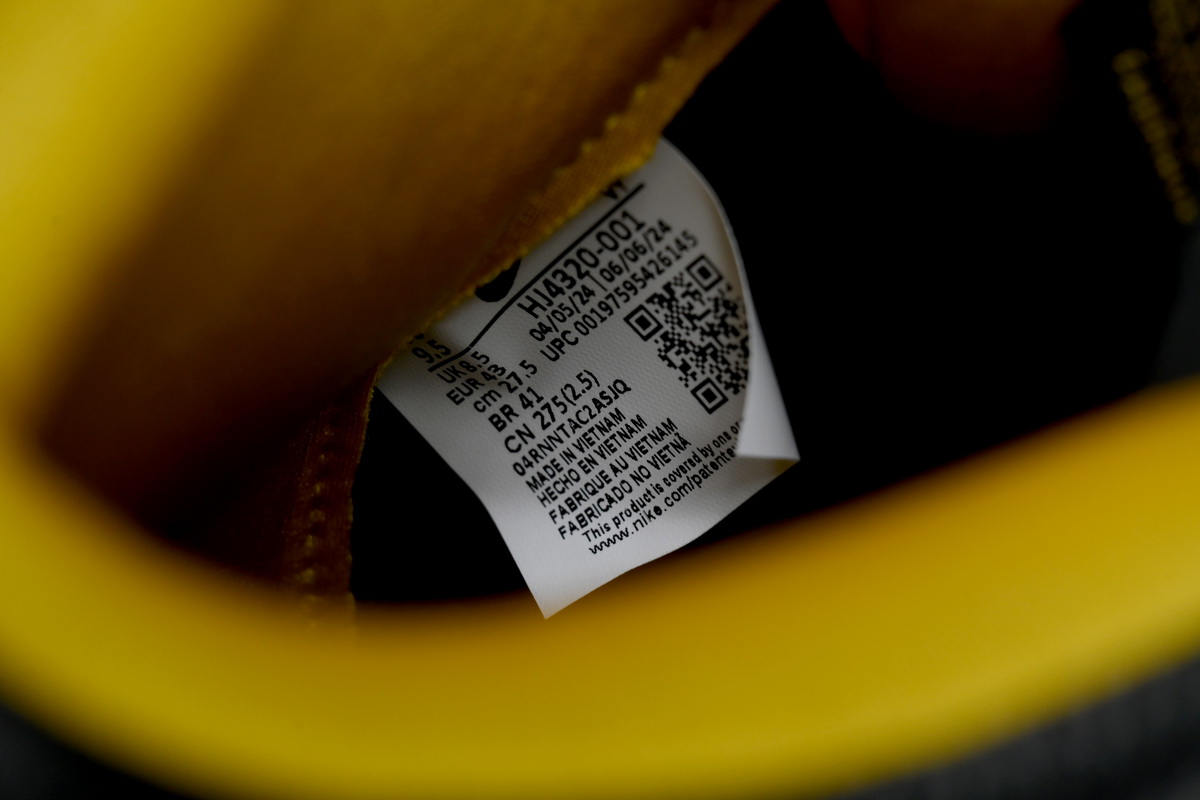 W
HJ4320-001
04/05/24 | 06/06/24
UPC 00197595426145
9.5
UK8.5
EUR 43
cm 27.5
BR 41
CN 275(2.5)
04RNNTAC2ASJQ
MADE IN VIETNAM
HECHO EN VIETNAM
FABRIQUE AU VIETNAM
FABRICADO NO VIETNÃ
This product is covered by one or
www.nike.com/patents